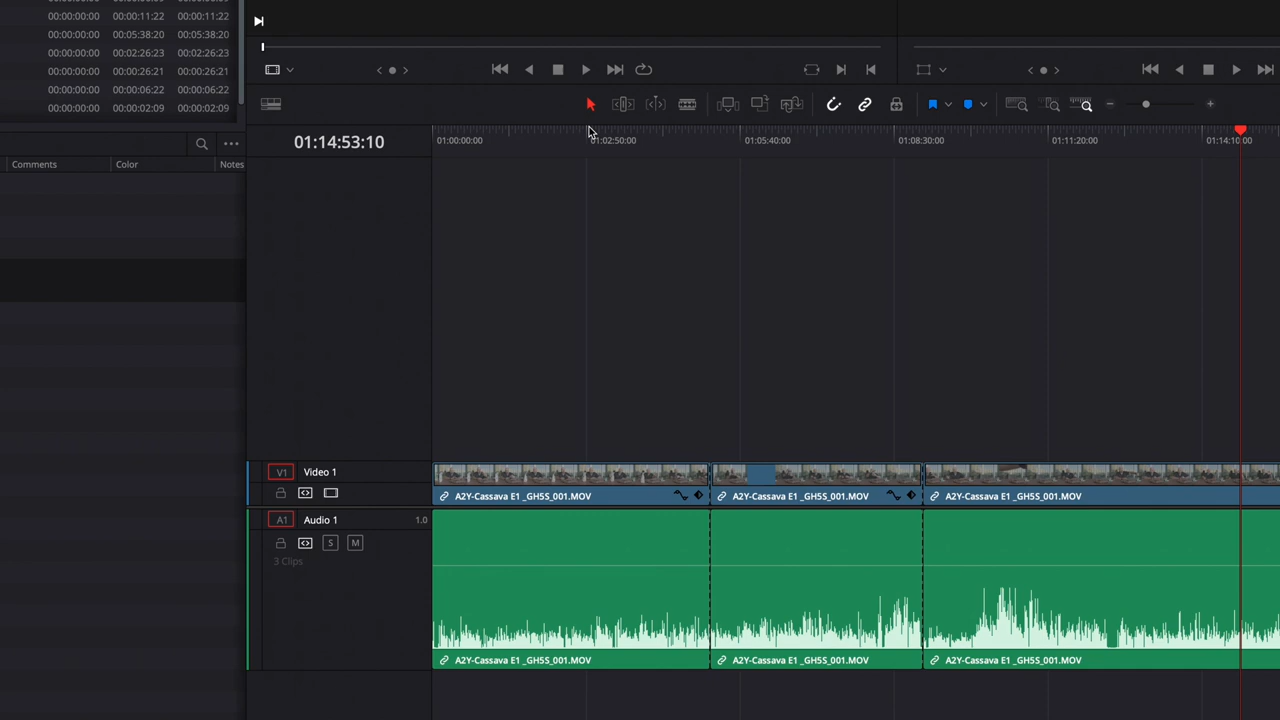 00:00:00:00 00:00:11:22 00:00:11:22
00:00:00:00 00:05:38:20 00:05:38:20
00:00:00:00 00:02:26:23 00:02:26:23
00:00:00:00 00:00:26:21 00:00:26:21
00:00:00:00 00:00:06:22 00:00:06:22
00:00:00:00 00:00:02:09 00:00:02:09
Comments Color Notes
01:14:53:10
01:00:00:00 01:02:50:00 01:05:40:00 01:08:30:00 01:11:20:00 01:14:10:00
V1 Video 1
A2Y-Cassava E1 _GH5S_001.MOV A2Y-Cassava E1 _GH5S_001.MOV A2Y-Cassava E1 _GH5S_001.MOV
A1 Audio 1 1.0
S M
3 Clips
A2Y-Cassava E1 _GH5S_001.MOV A2Y-Cassava E1 _GH5S_001.MOV A2Y-Cassava E1 _GH5S_001.MOV